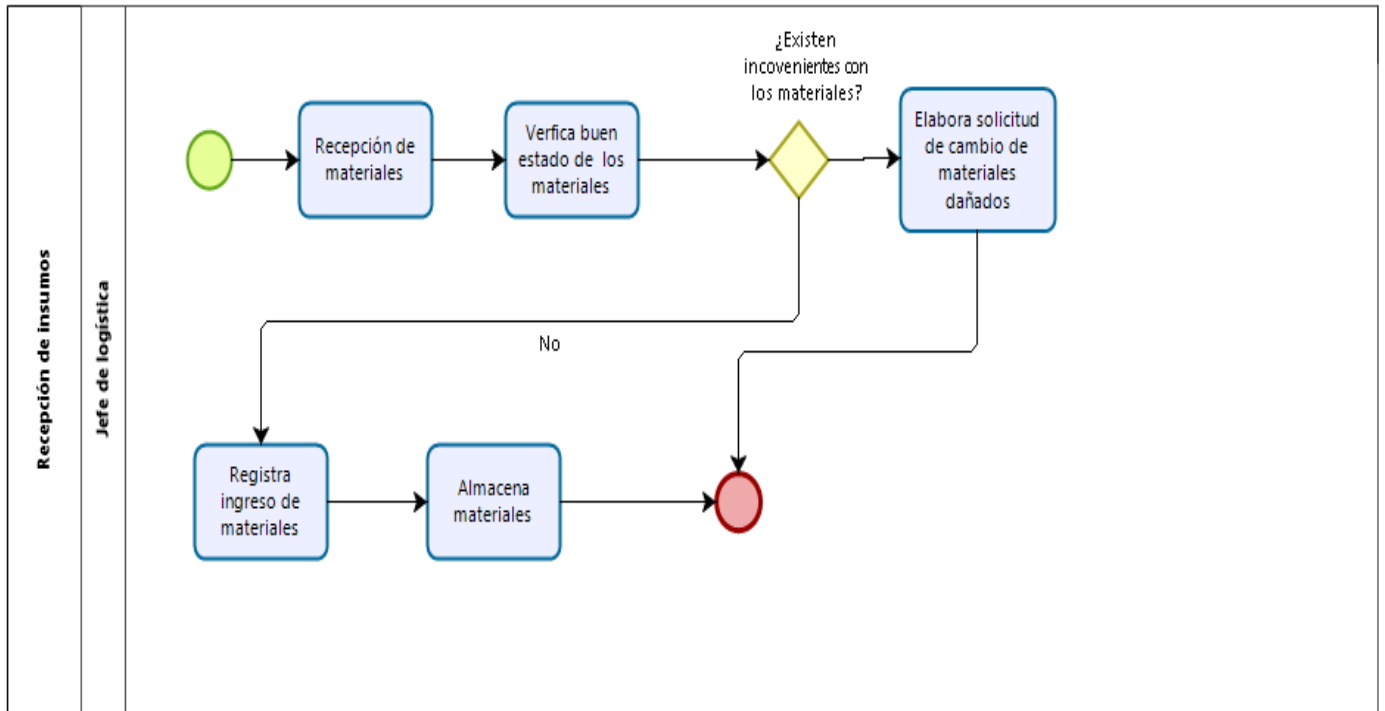 Recepción de insumos
Jefe de logística
Recepción de
materiales
Verfica buen
estado de los
materiales
¿Existen
incovenientes con
los materiales?
Elabora solicitud
de cambio de
materiales
dañados
No
Registra
ingreso de
materiales
Almacena
materiales